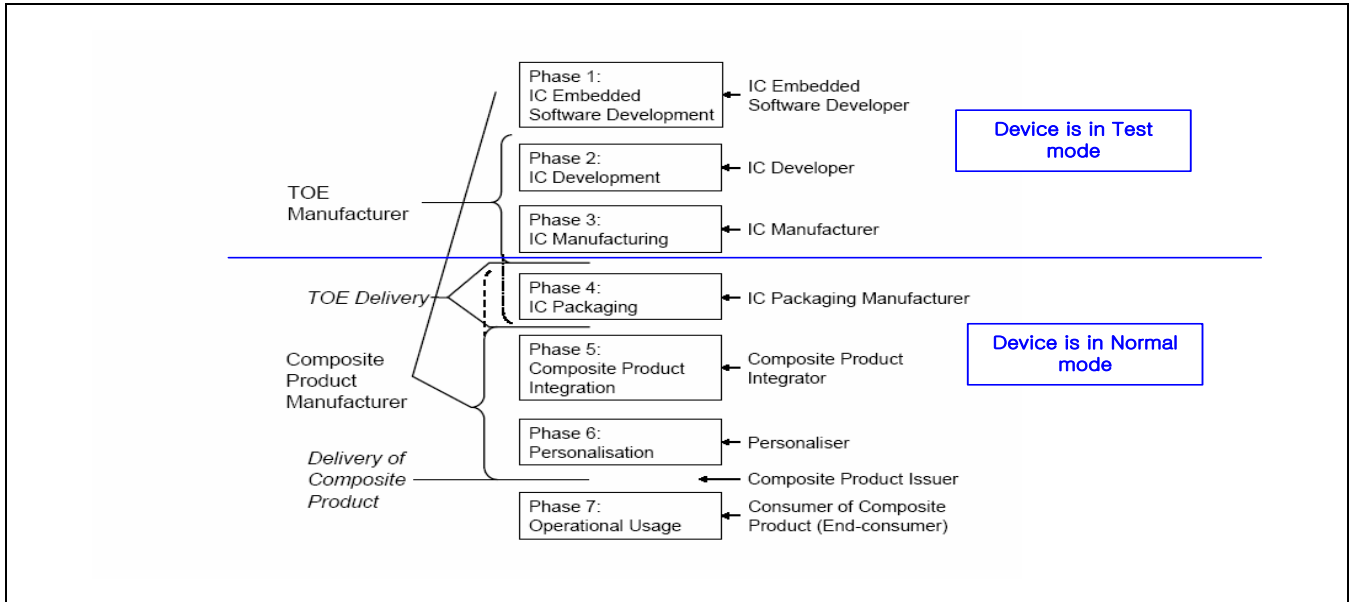 Phase 1:
IC Embedded
Software Development
IC Embedded
Software Developer
Device is in Test
mode
Phase 2:
IC Development
IC Developer
TOE
Manufacturer
Phase 3:
IC Manufacturing
IC Manufacturer
TOE Delivery
Phase 4:
IC Packaging
IC Packaging Manufacturer
Device is in Normal
mode
Composite
Product
Manufacturer
Phase 5:
Composite Product
Integration
Composite Product
Integrator
Phase 6:
Personalisation
Personaliser
Delivery of
Composite
Product
Composite Product Issuer
Phase 7:
Operational Usage
Consumer of Composite
Product (End-consumer)